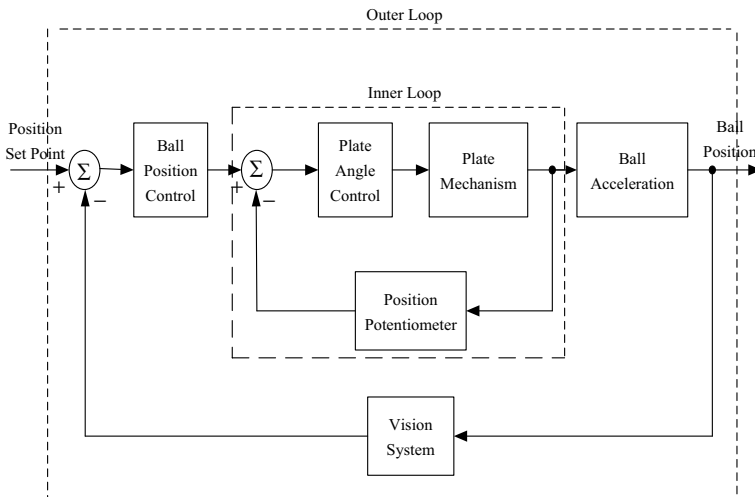 Outer Loop
Inner Loop
Position
Set Point
Σ
+
−
Ball
Position
Control
Σ
+
−
Plate
Angle
Control
Plate
Mechanism
Ball
Acceleration
Ball
Position
Position
Potentiometer
Vision
System